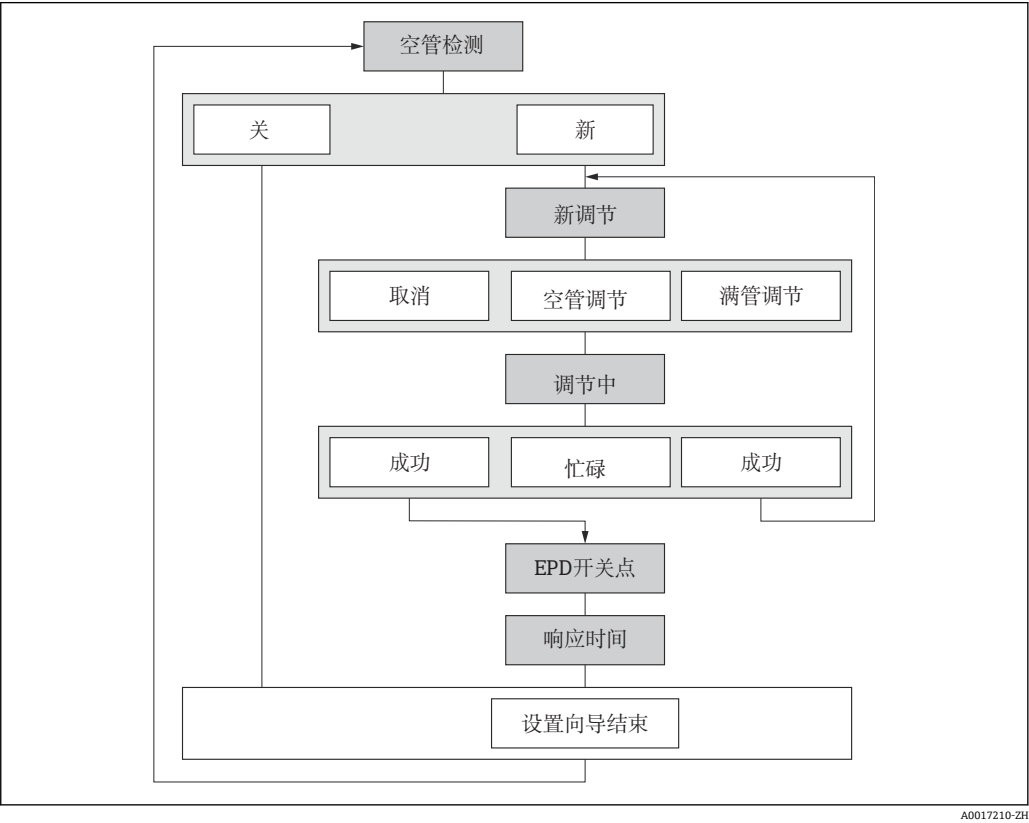 空管检测
关
新
新调节
取消
空管调节
满管调节
调节中
成功
忙碌
成功
EPD开关点
响应时间
设置向导结束
A0017210-ZH